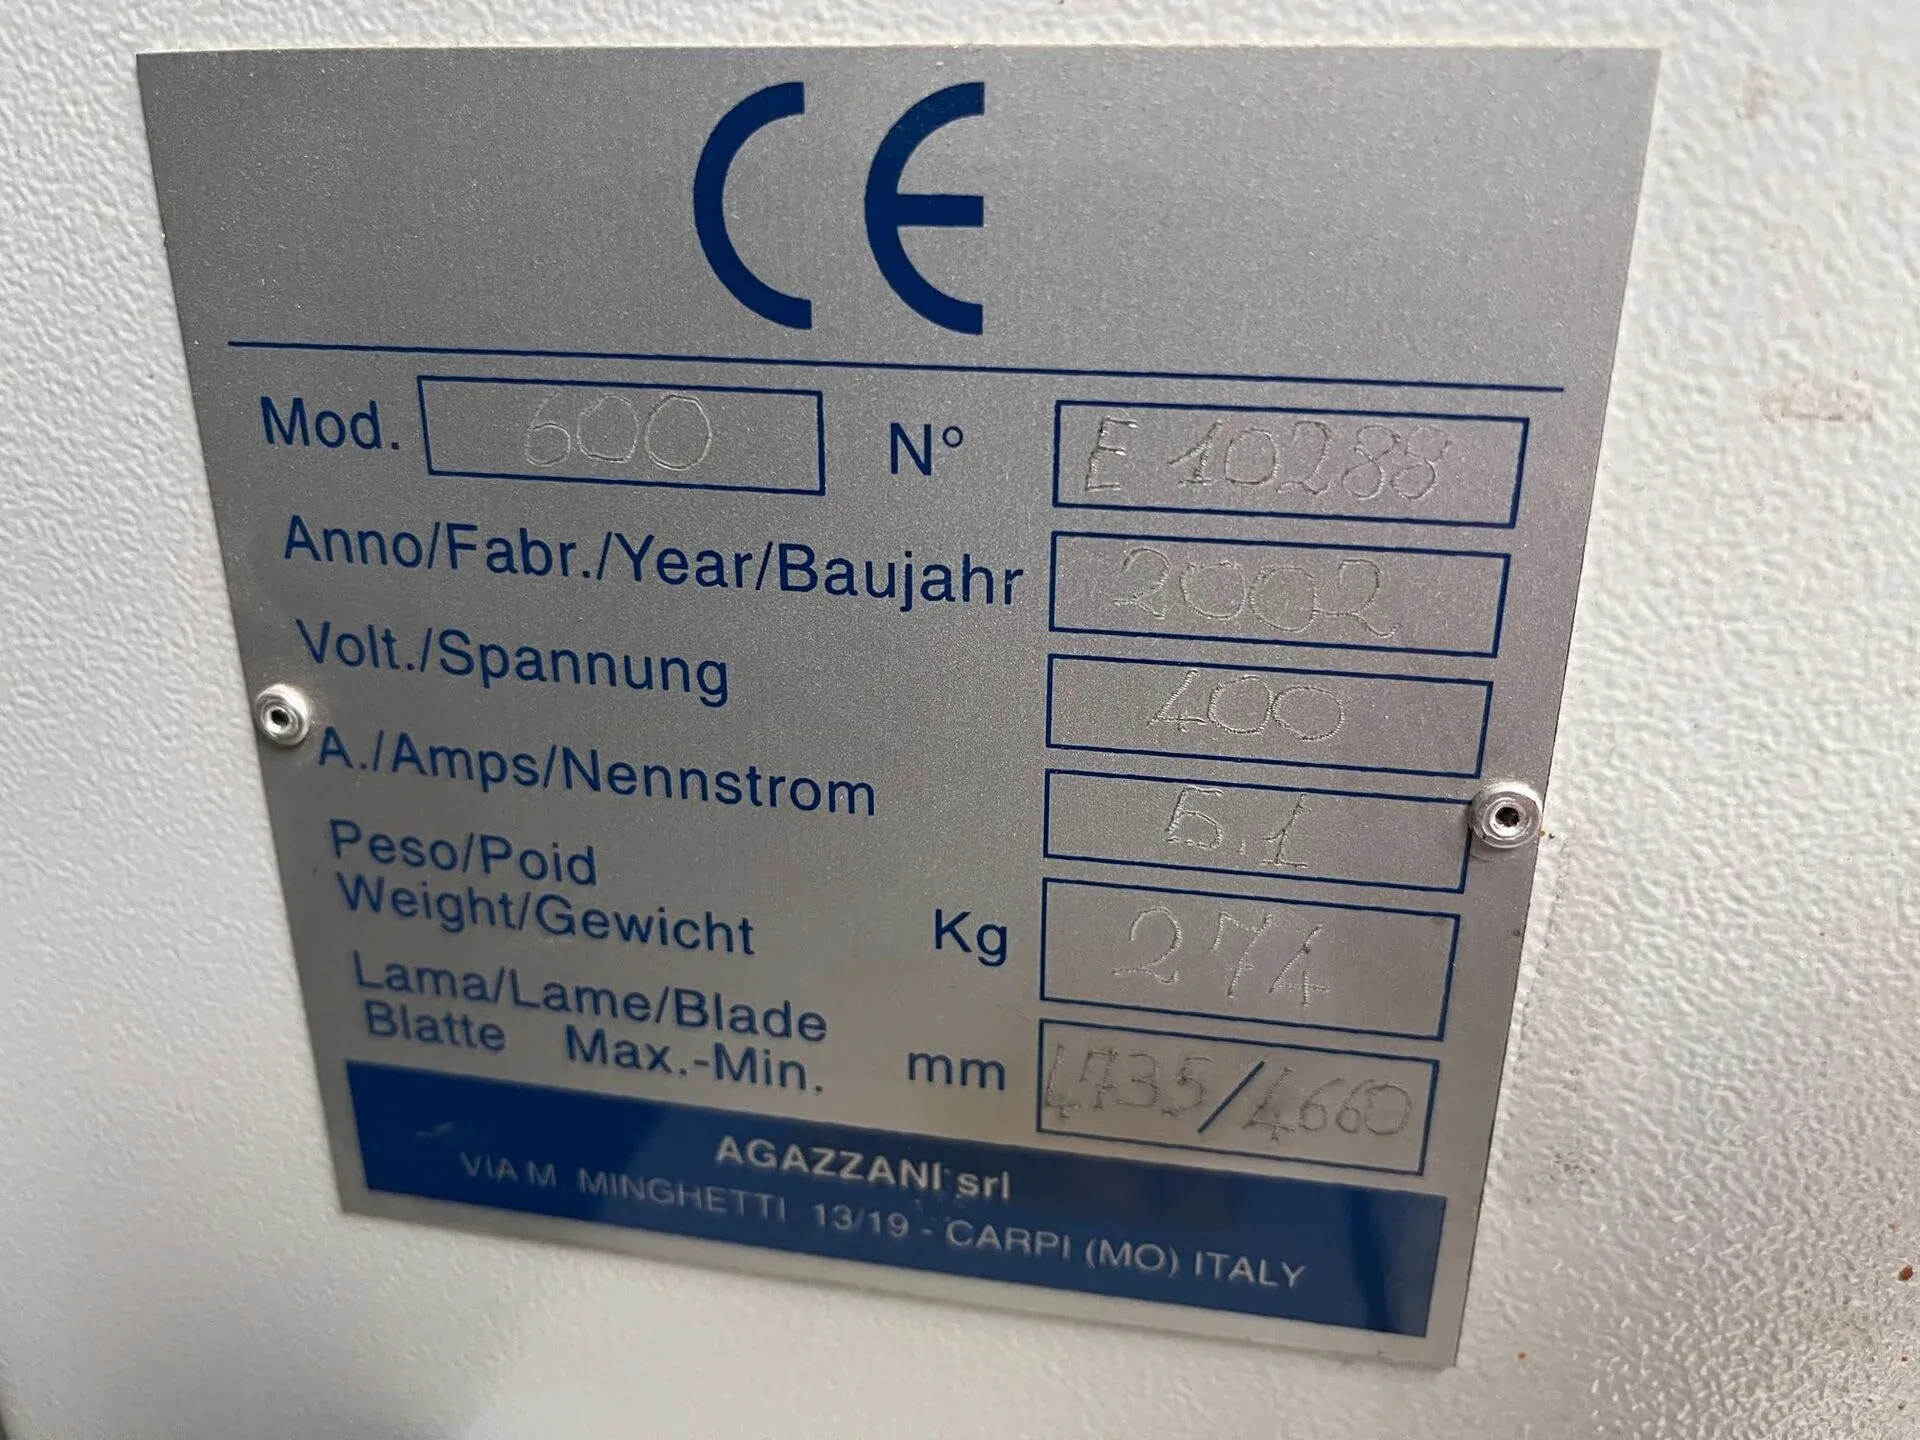 CE
Mod. 600 N° E 10288
Anno/Fabr./Year/Baujahr 2002
Volt./Spannung 400
A./Amps/Nennstrom 5.1
Peso/Poid
Weight/Gewicht Kg 274
Lama/Lame/Blade
Blatte Max.-Min. mm 4735/4660
AGAZZANI srl
VIA M. MINGHETTI 13/19 - CARPI (MO) ITALY